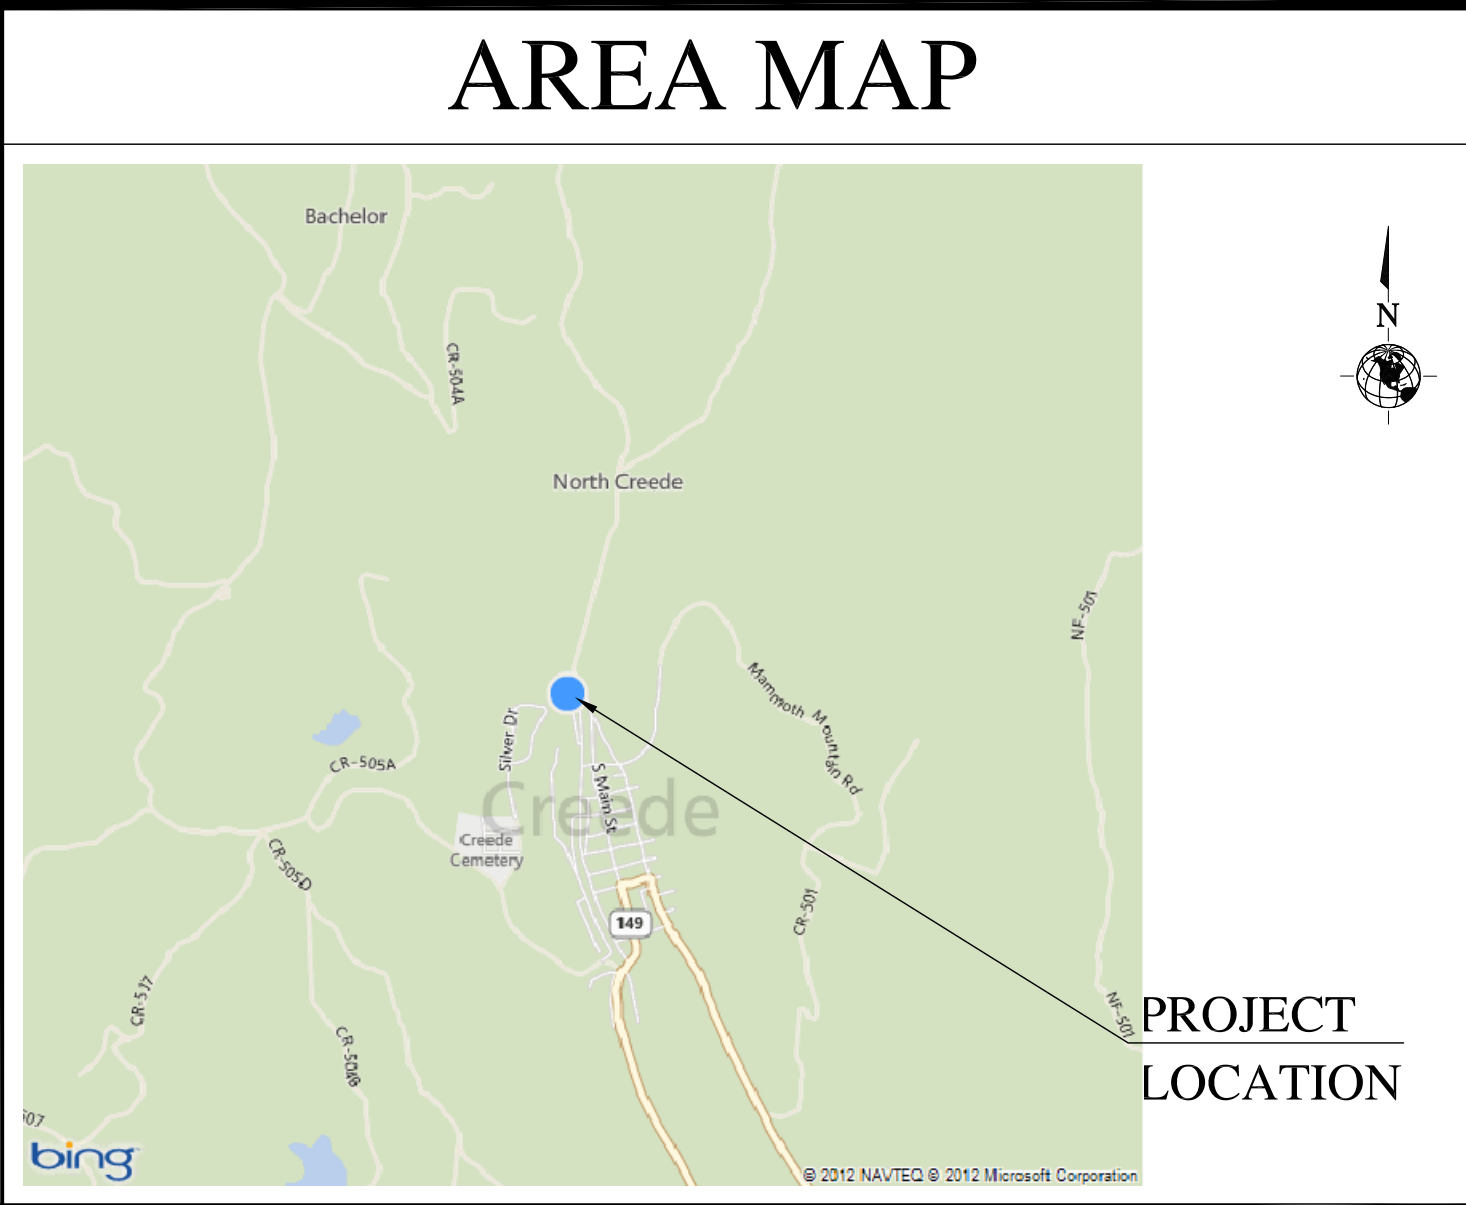 AREA MAP
Bachelor
N
CR-504A
North Creede
NF-501
Mammoth Mountain Rd
Silver Dr
CR-505A
S Main St
Creede
Creede
Cemetery
CR-505D
149
CR-501
CR-517
NF-501
PROJECT
LOCATION
507
bing
© 2012 NAVTEQ © 2012 Microsoft Corporation